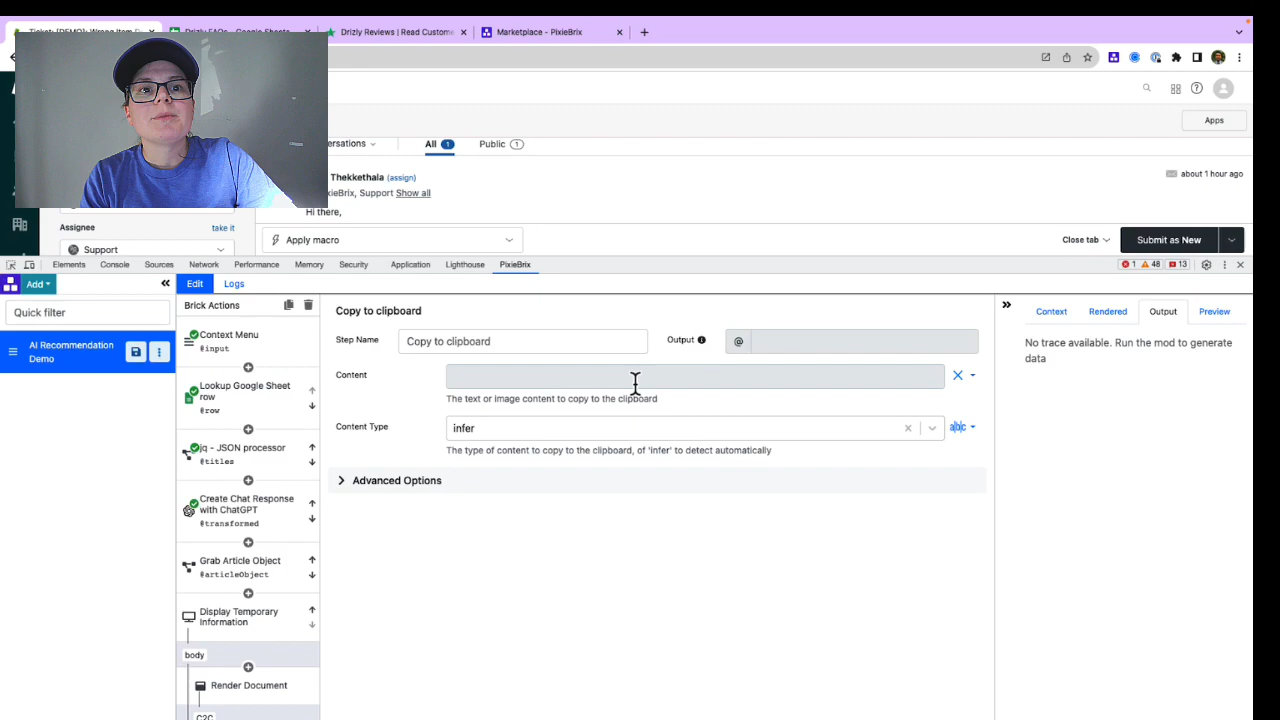 Drizly Reviews | Read Custome
Marketplace - PixieBrix
Apps
ersations
All 1
Public 1
Thekkethala (assign)
about 1 hour ago
xieBrix, Support Show all
Hi there,
Assignee
take it
Support
Apply macro
Close tab
Submit as New
Elements
Console
Sources
Network
Performance
Memory
Security
Application
Lighthouse
PixieBrix
1
48
13
Add
Edit
Logs
Quick filter
Brick Actions
AI Recommendation
Demo
Context Menu
@input
Lookup Google Sheet
row
@row
jq - JSON processor
@titles
Create Chat Response
with ChatGPT
@transformed
Grab Article Object
@articleObject
Display Temporary
Information
body
Render Document
C2C
Copy to clipboard
Step Name
Copy to clipboard
Output
@
Content
The text or image content to copy to the clipboard
Content Type
infer
abc
The type of content to copy to the clipboard, of 'infer' to detect automatically
Advanced Options
Context
Rendered
Output
Preview
No trace available. Run the mod to generate
data